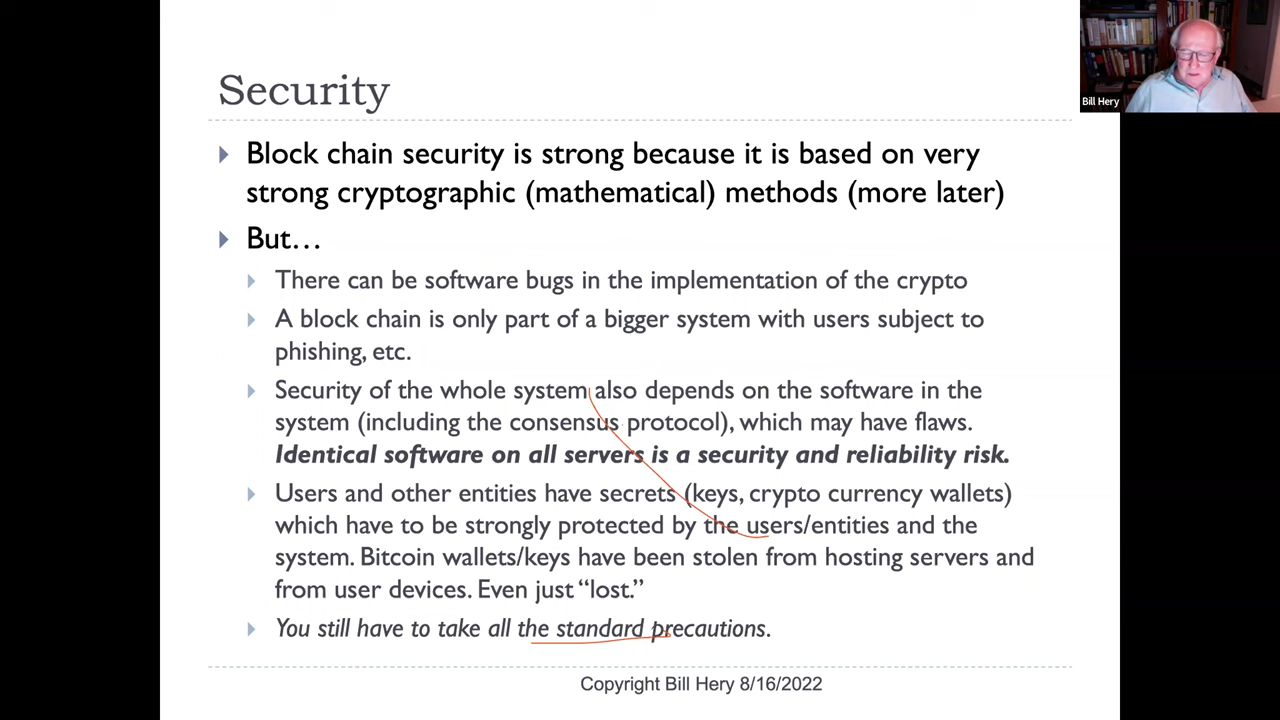 Bill Hery
Security
Block chain security is strong because it is based on very
strong cryptographic (mathematical) methods (more later)
But…
There can be software bugs in the implementation of the crypto
A block chain is only part of a bigger system with users subject to
phishing, etc.
Security of the whole system also depends on the software in the
system (including the consensus protocol), which may have flaws.
Identical software on all servers is a security and reliability risk.
Users and other entities have secrets (keys, crypto currency wallets)
which have to be strongly protected by the users/entities and the
system. Bitcoin wallets/keys have been stolen from hosting servers and
from user devices. Even just “lost.”
You still have to take all the standard precautions.
Copyright Bill Hery 8/16/2022